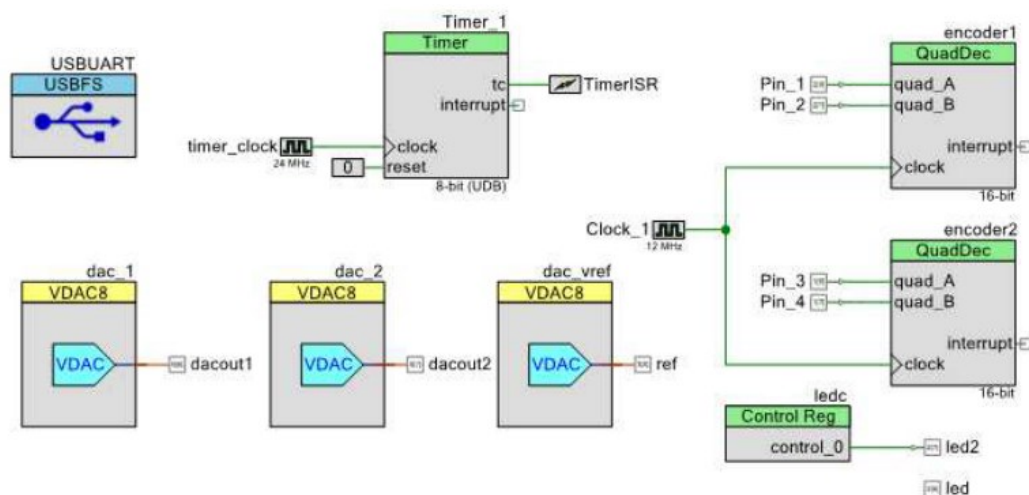 USBUART
USBFS
Timer_1
Timer
tc
TimerISR
interrupt
timer_clock
24 MHz
clock
0
reset
8-bit (UDB)
encoder1
QuadDec
Pin_1
quad_A
Pin_2
quad_B
interrupt
clock
16-bit
Clock_1
12 MHz
encoder2
QuadDec
Pin_3
quad_A
Pin_4
quad_B
interrupt
clock
16-bit
dac_1
VDAC8
VDAC
dacout1
dac_2
VDAC8
VDAC
dacout2
dac_vref
VDAC8
VDAC
ref
ledc
Control Reg
control_0
led2
led